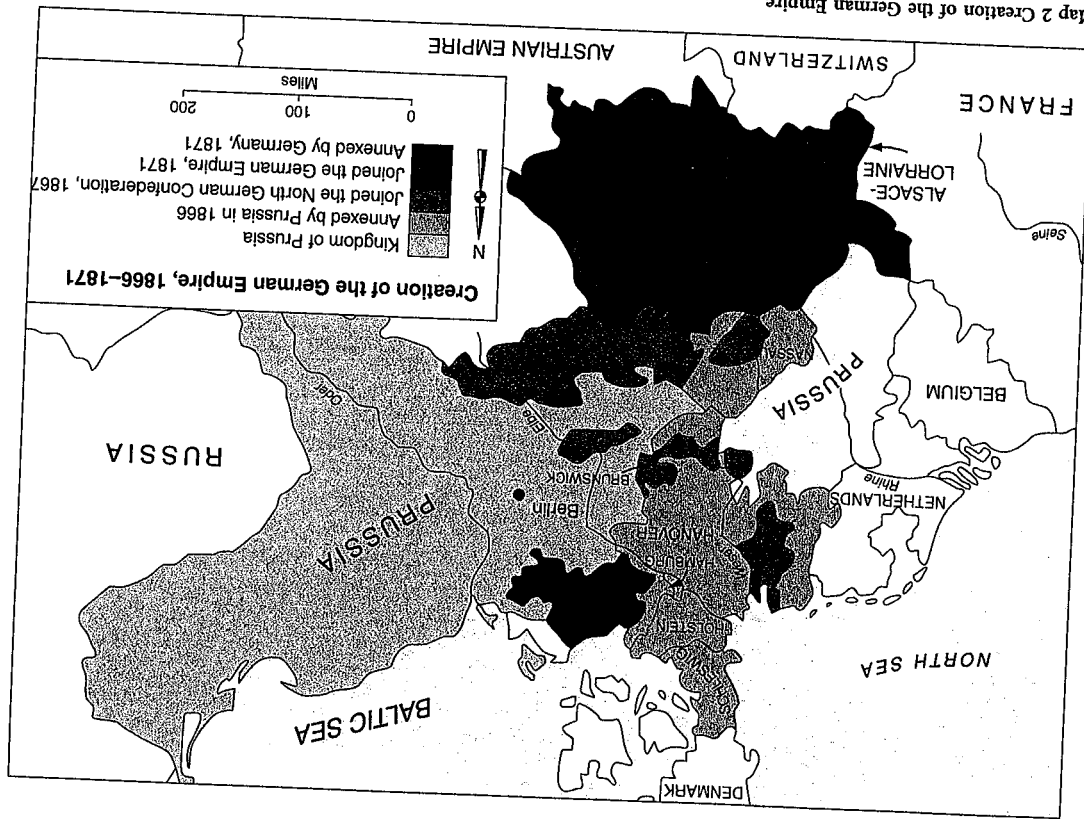 DENMARK
NORTH SEA
BALTIC SEA
HOLSTEIN
HAMBURG
HANOVER
NETHERLANDS
Rhine
Berlin
BRUNSWICK
PRUSSIA
RUSSIA
BELGIUM
PRUSSIA
Elbe
Oder
Seine
ALSACE-
LORRAINE
FRANCE
SWITZERLAND
AUSTRIAN EMPIRE
Creation of the German Empire, 1866–1871
N
Kingdom of Prussia
Annexed by Prussia in 1866
Joined the North German Confederation, 1867
Joined the German Empire, 1871
Annexed by Germany, 1871
0 100 200
Miles
Map 2 Creation of the German Empire